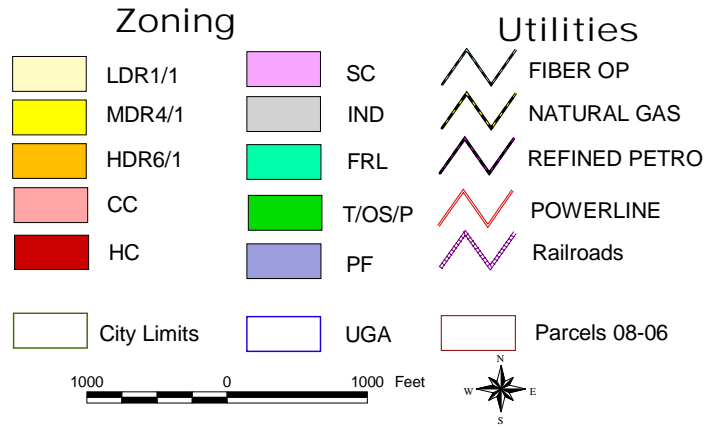 Zoning
Utilities
LDR1/1
SC
FIBER OP
MDR4/1
IND
NATURAL GAS
HDR6/1
FRL
REFINED PETRO
CC
T/OS/P
POWERLINE
HC
PF
Railroads
City Limits
UGA
Parcels 08-06
1000 0 1000 Feet
N
W E
S